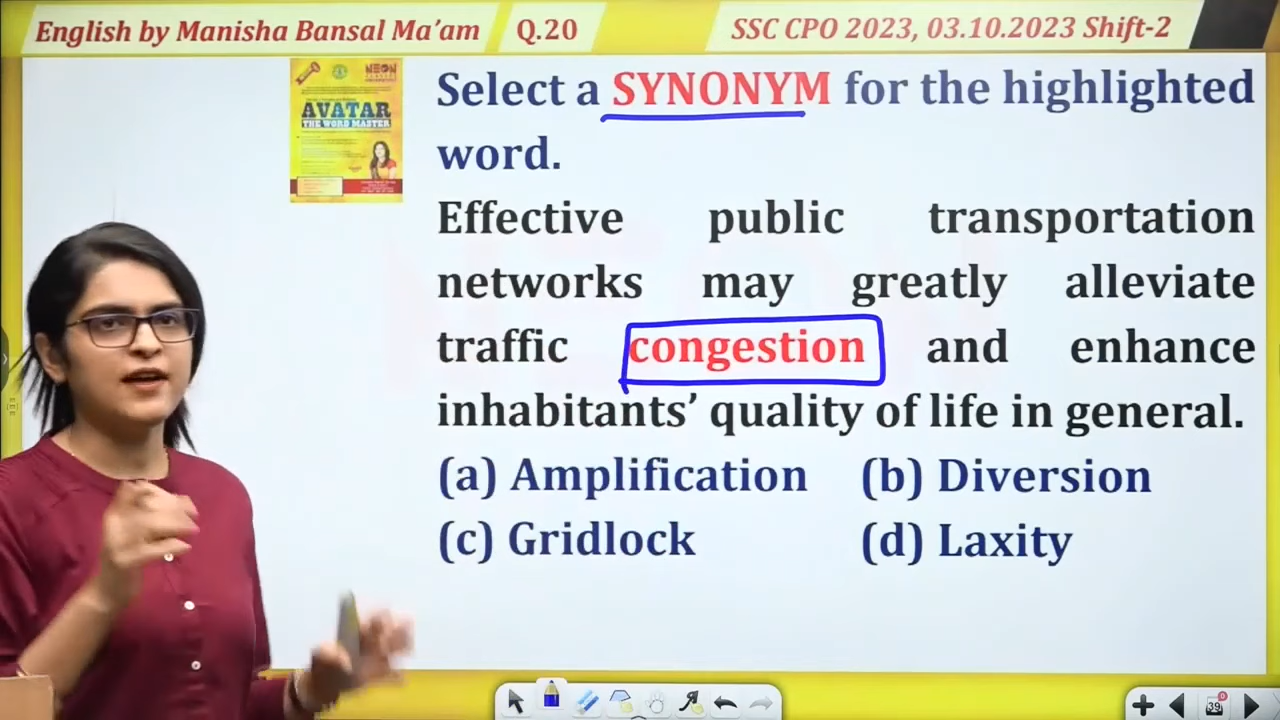 English by Manisha Bansal Ma'am
Q.20
SSC CPO 2023, 03.10.2023 Shift-2
NEON
AVATAR
THE WORD MASTER
Select a SYNONYM for the highlighted
word.
Effective public transportation
networks may greatly alleviate
traffic congestion and enhance
inhabitants' quality of life in general.
(a) Amplification (b) Diversion
(c) Gridlock (d) Laxity
39